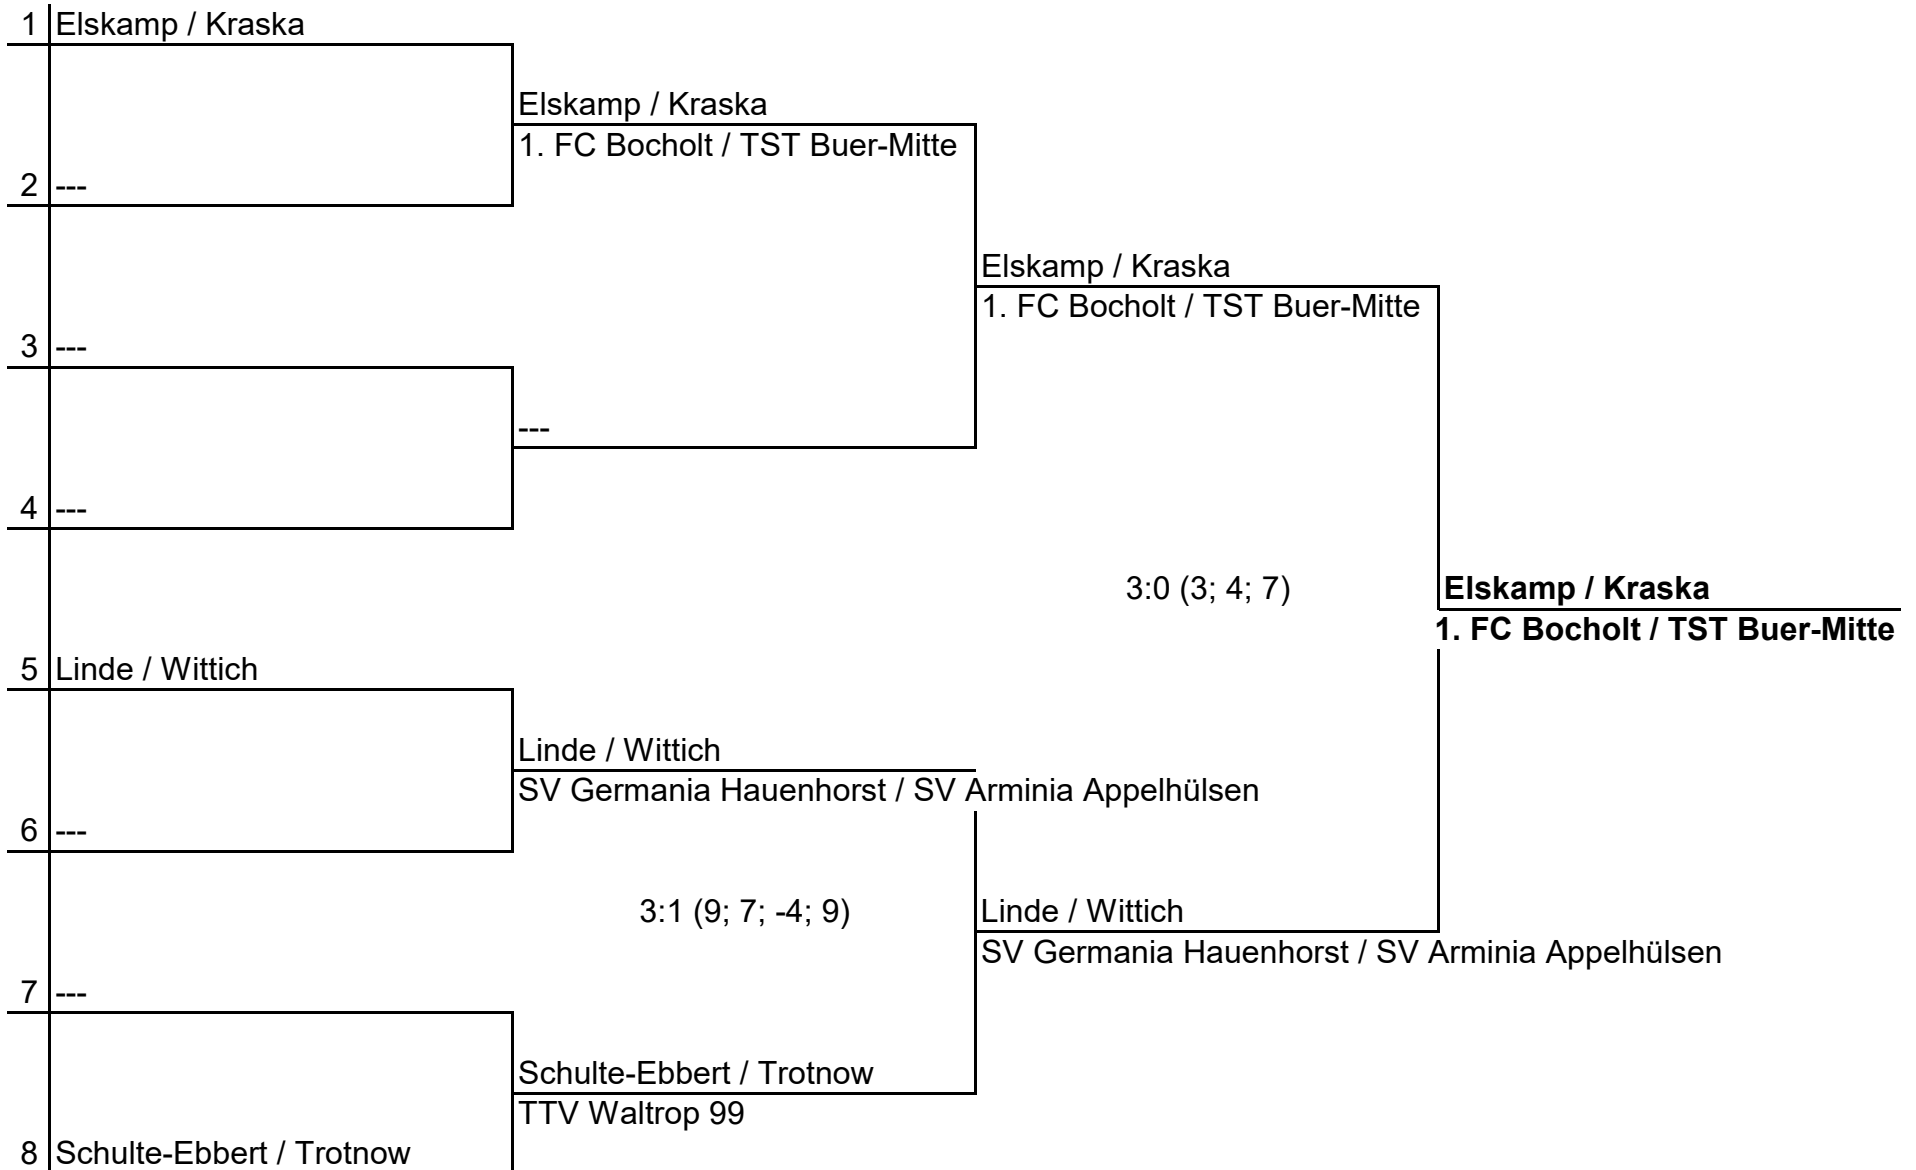 1 Elskamp / Kraska
Elskamp / Kraska
1. FC Bocholt / TST Buer-Mitte
2 ---
Elskamp / Kraska
1. FC Bocholt / TST Buer-Mitte
3 ---
---
4 ---
3:0 (3; 4; 7)
Elskamp / Kraska
1. FC Bocholt / TST Buer-Mitte
5 Linde / Wittich
Linde / Wittich
SV Germania Hauenhorst / SV Arminia Appelhülsen
6 ---
3:1 (9; 7; -4; 9)
Linde / Wittich
SV Germania Hauenhorst / SV Arminia Appelhülsen
7 ---
Schulte-Ebbert / Trotnow
TTV Waltrop 99
8 Schulte-Ebbert / Trotnow